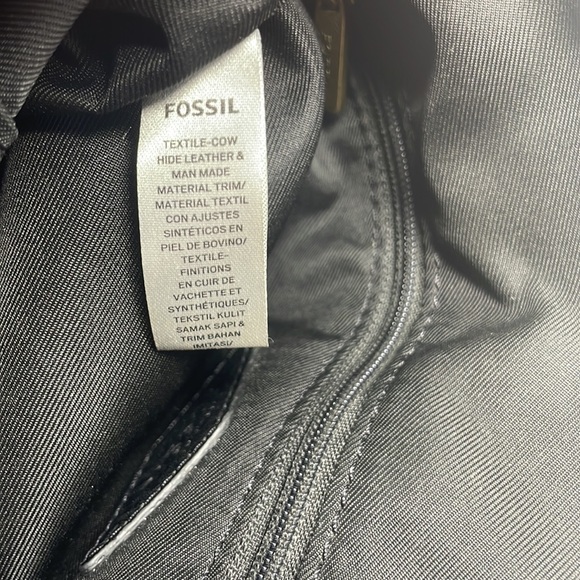 FOSSIL
TEXTILE-COW
HIDE LEATHER &
MAN MADE
MATERIAL TRIM/
MATERIAL TEXTIL
CON AJUSTES
SINTÉTICOS EN
PIEL DE BOVINO/
TEXTILE-
FINITIONS
EN CUIR DE
VACHETTE ET
SYNTHÉTIQUES/
TEKSTIL KULIT
SAMAK SAPI &
TRIM BAHAN
IMITASI/